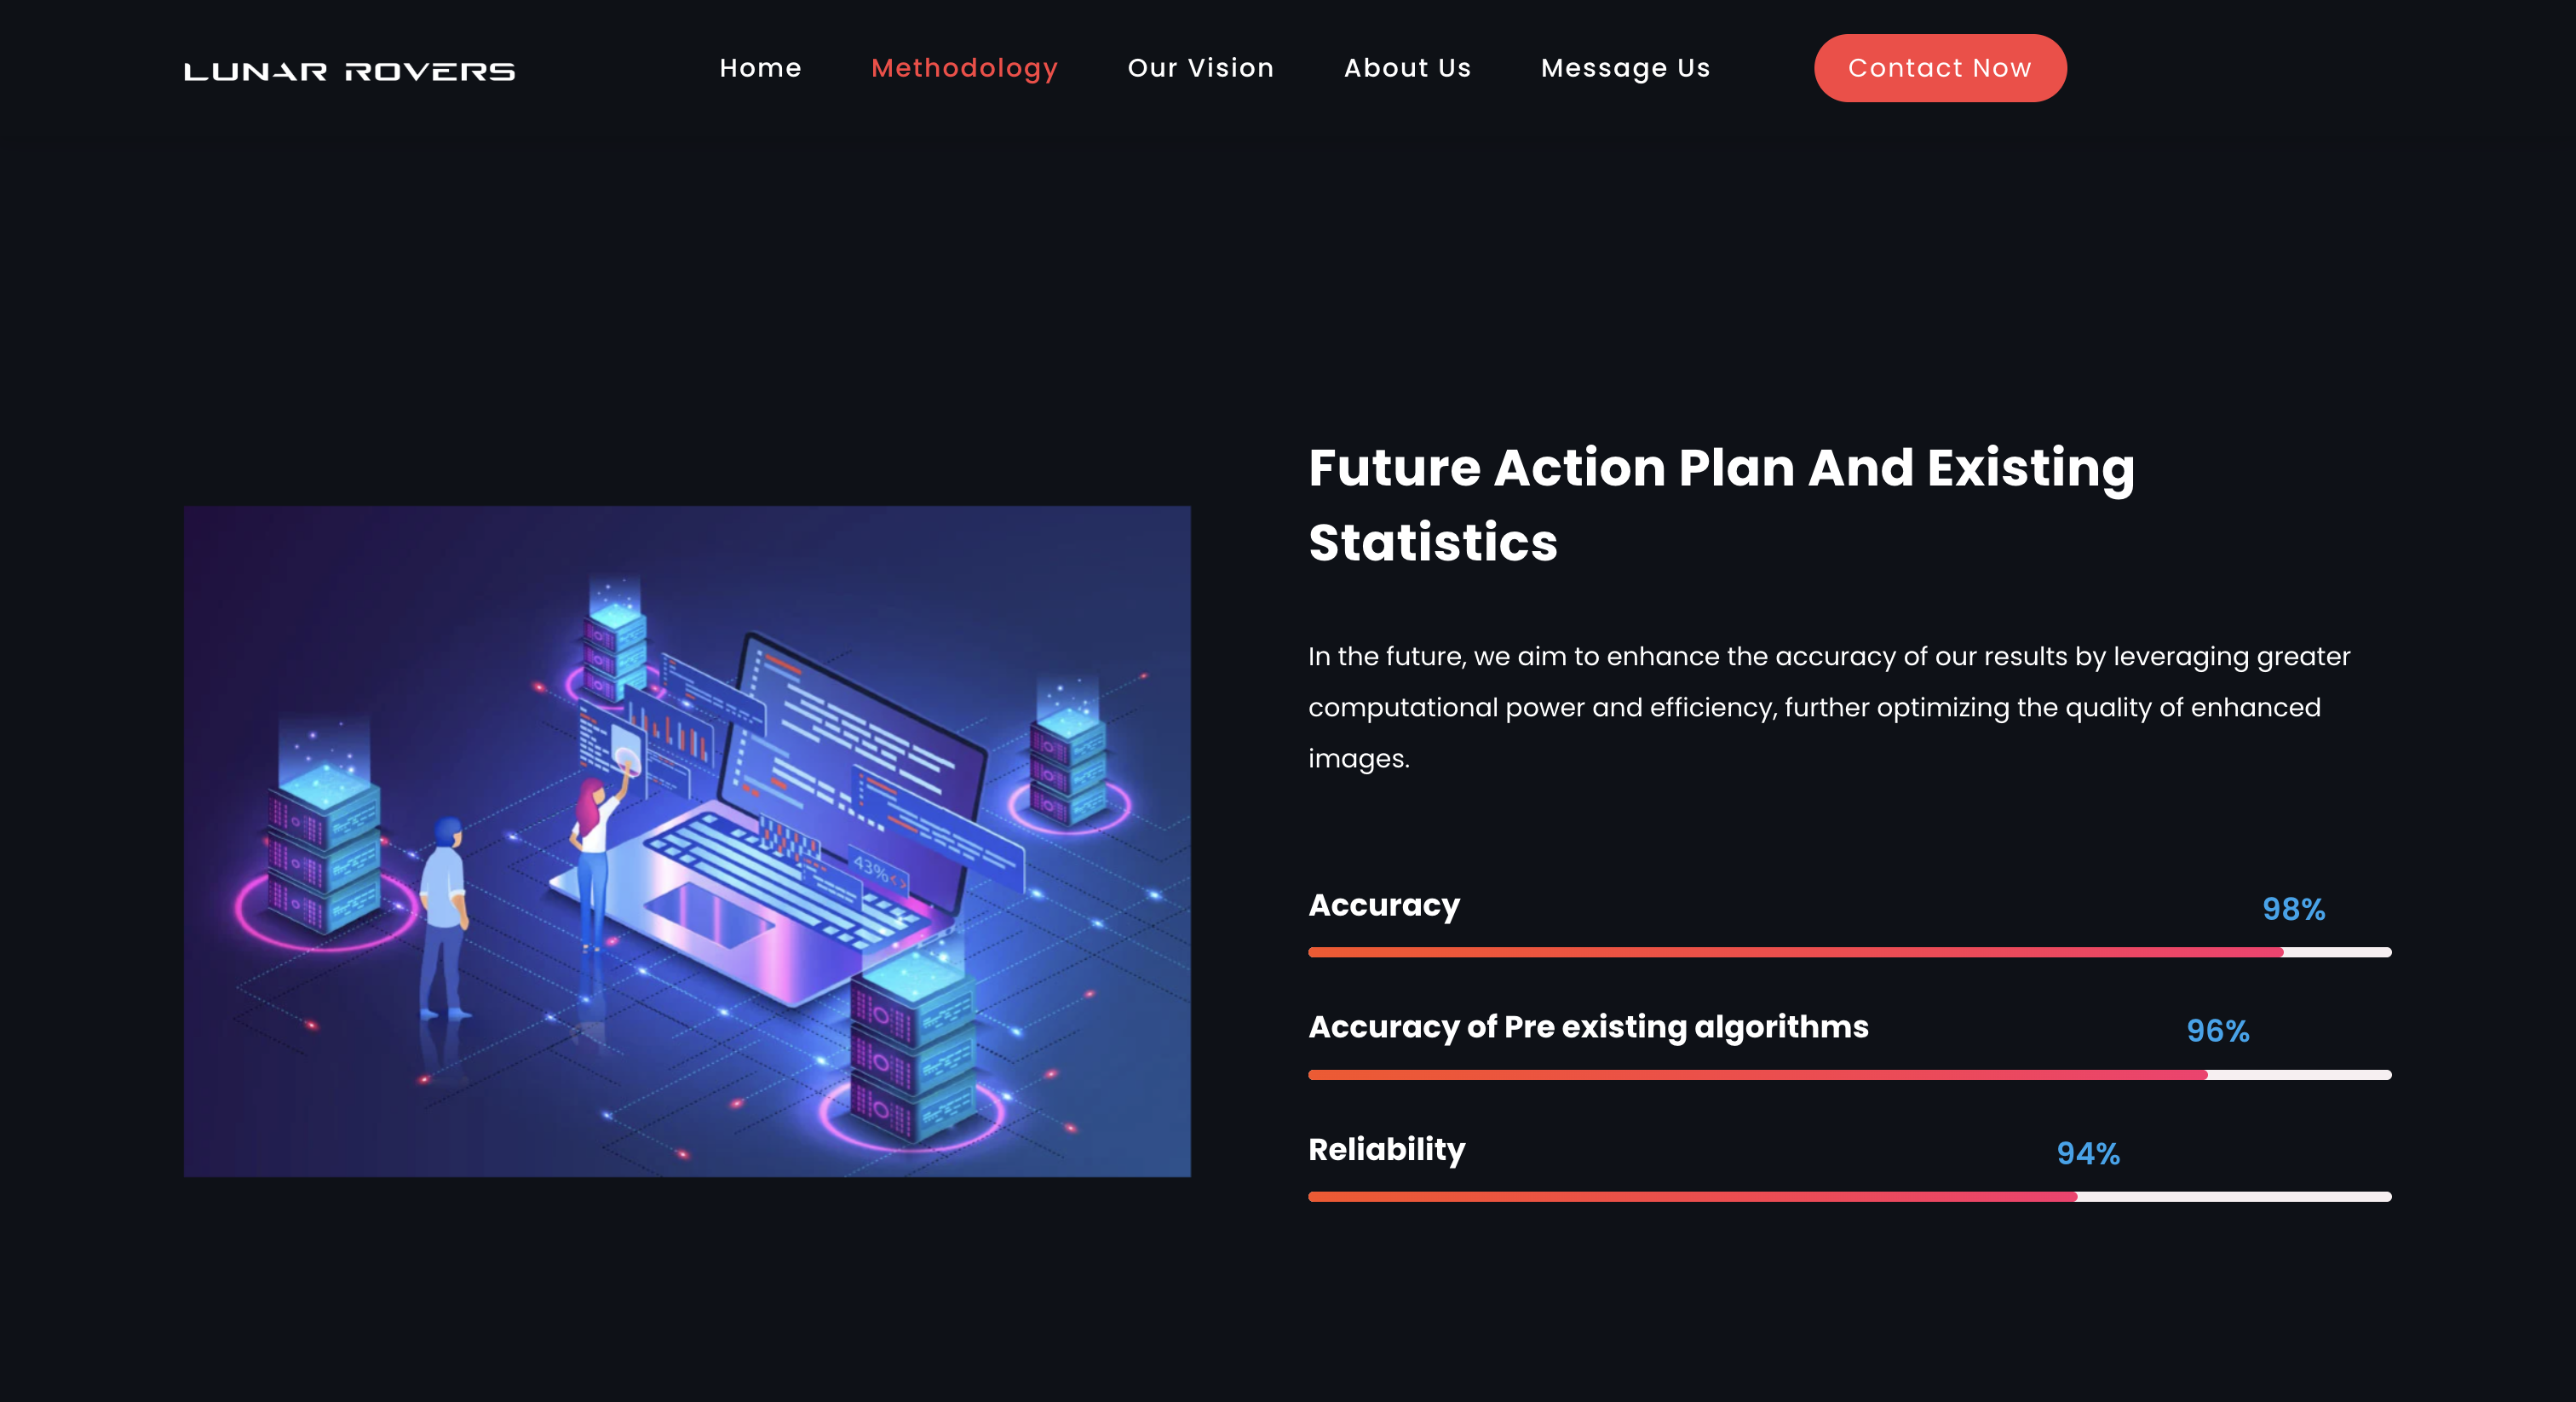 LUNAR ROVERS
Home
Methodology
Our Vision
About Us
Message Us
Contact Now
Future Action Plan And Existing
Statistics
In the future, we aim to enhance the accuracy of our results by leveraging greater
computational power and efficiency, further optimizing the quality of enhanced
images.
Accuracy
98%
Accuracy of Pre existing algorithms
96%
Reliability
94%
43%<>